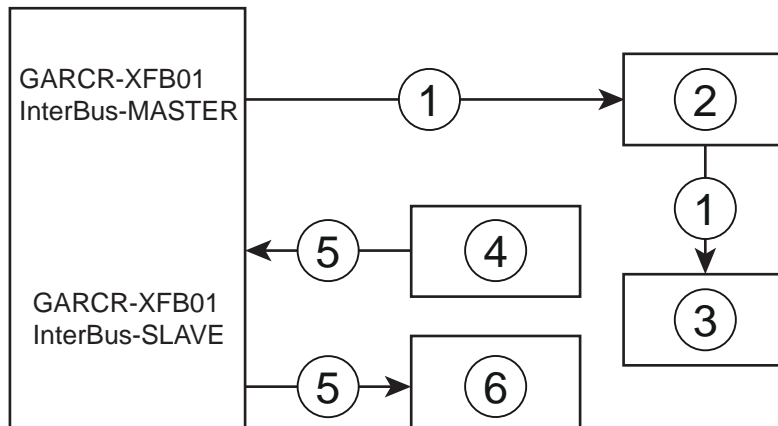 GARCR-XFB01
InterBus-MASTER
1
2
1
5
4
3
GARCR-XFB01
InterBus-SLAVE
5
6